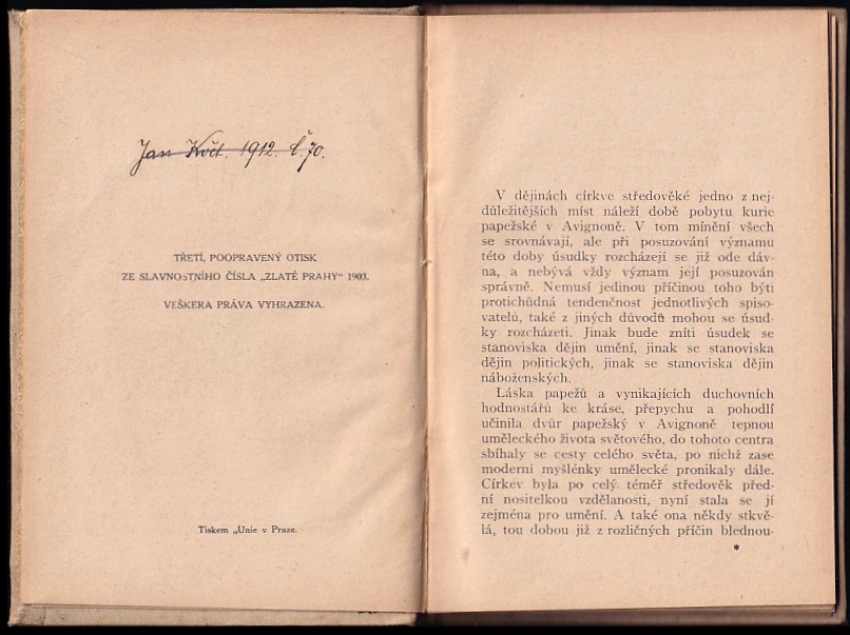 Jan Květ. 1912. č. 70.
TŘETÍ, POOPRAVENÝ OTISK
ZE SLAVNOSTNÍHO ČÍSLA „ZLATÉ PRAHY“ 1903.
VEŠKERA PRÁVA VYHRAZENA.
Tiskem „Unie v Praze.
V dějinách církve středověké jedno z nej-
důležitějších míst náleží době pobytu kurie
papežské v Avignoně. V tom mínění všech
se srovnávají, ale při posuzování významu
této doby úsudky rozcházejí se již ode dáv-
na, a nebývá vždy význam její posuzován
správně. Nemusí jedinou příčinou toho býti
protichůdná tendenčnost jednotlivých spiso-
vatelů, také z jiných důvodů mohou se úsud-
ky rozcházeti. Jinak bude zníti úsudek se
stanoviska dějin umění, jinak se stanoviska
dějin politických, jinak se stanoviska dějin
náboženských.
Láska papežů a vynikajících duchovních
hodnostářů ke kráse, přepychu a pohodlí
učinila dvůr papežský v Avignoně tepnou
uměleckého života světového, do tohoto centra
sbíhaly se cesty celého světa, po nichž zase
moderní myšlénky umělecké pronikaly dále.
Církev byla po celý téměř středověk před-
ní nositelkou vzdělanosti, nyní stala se jí
zejména pro umění. A také ona někdy stkvě-
lá, tou dobou již z rozličných příčin blednou-
*